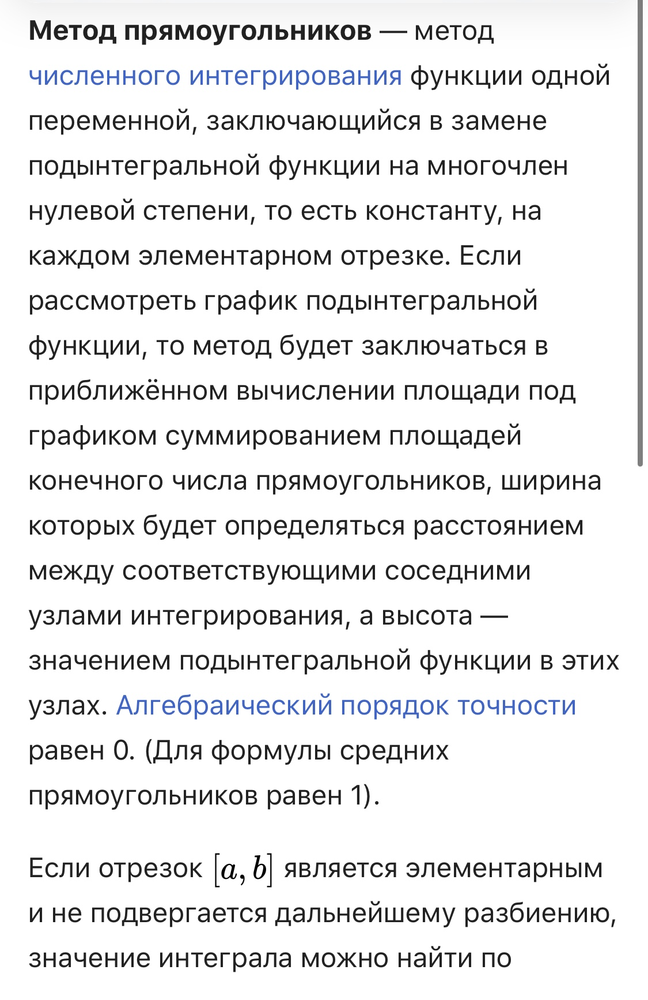 Метод прямоугольников — метод
численного интегрирования функции одной
переменной, заключающийся в замене
подынтегральной функции на многочлен
нулевой степени, то есть константу, на
каждом элементарном отрезке. Если
рассмотреть график подынтегральной
функции, то метод будет заключаться в
приближённом вычислении площади под
графиком суммированием площадей
конечного числа прямоугольников, ширина
которых будет определяться расстоянием
между соответствующими соседними
узлами интегрирования, а высота —
значением подынтегральной функции в этих
узлах. Алгебраический порядок точности
равен 0. (Для формулы средних
прямоугольников равен 1).
Если отрезок [a, b] является элементарным
и не подвергается дальнейшему разбиению,
значение интеграла можно найти по